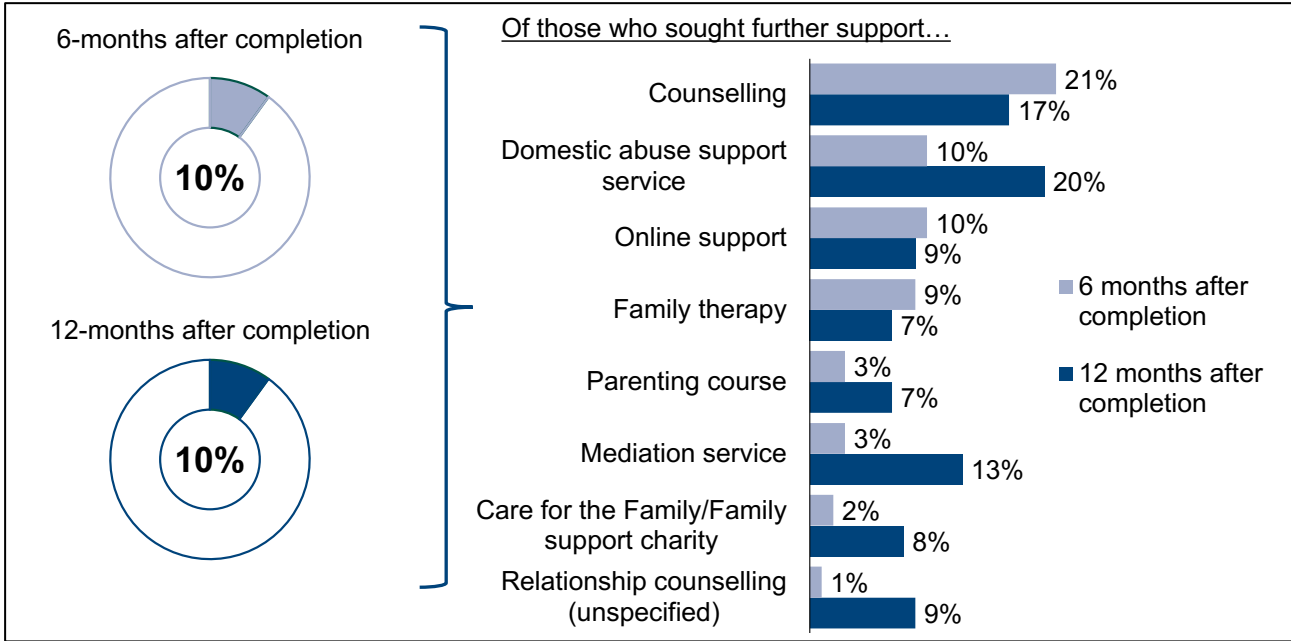 6-months after completion
10%
12-months after completion
10%
Of those who sought further support…
Counselling
21%
17%
Domestic abuse support
service
10%
20%
Online support
10%
9%
Family therapy
9%
7%
Parenting course
3%
7%
Mediation service
3%
13%
Care for the Family/Family
support charity
2%
8%
Relationship counselling
(unspecified)
1%
9%
6 months after
completion
12 months after
completion